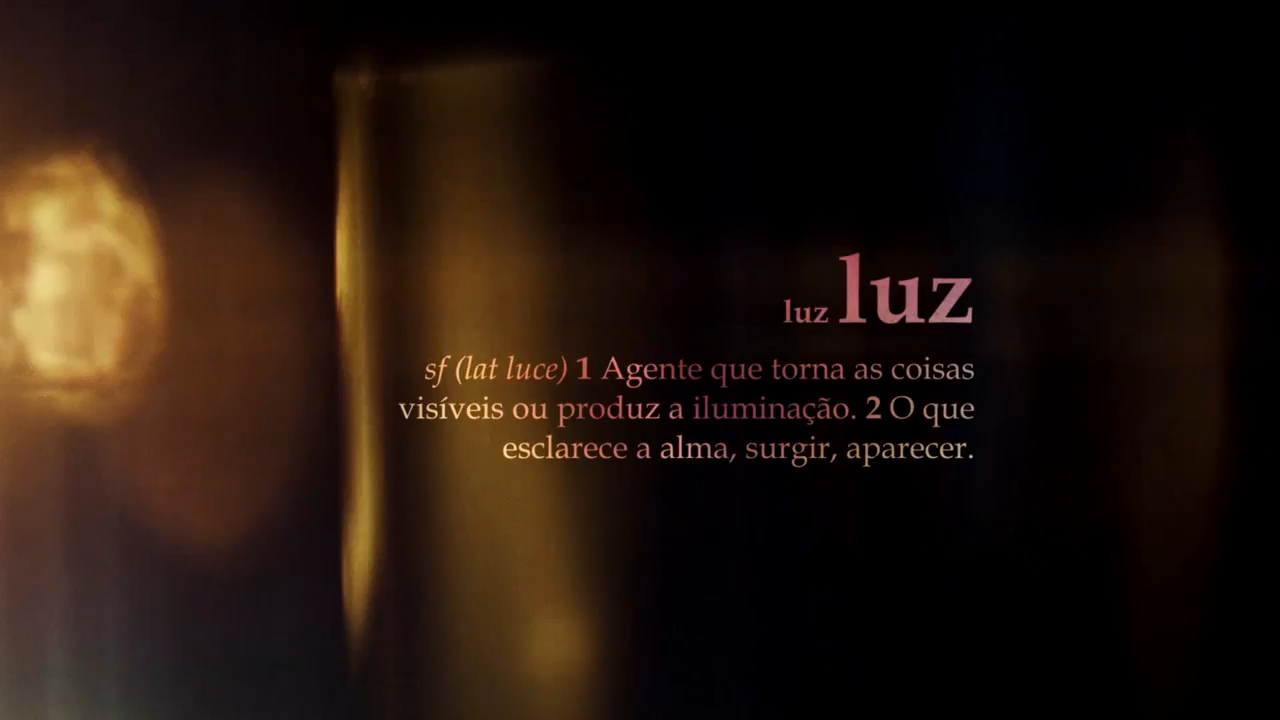 luz luz
sf (lat luce) 1 Agente que torna as coisas
visíveis ou produz a iluminação. 2 O que
esclarece a alma, surgir, aparecer.